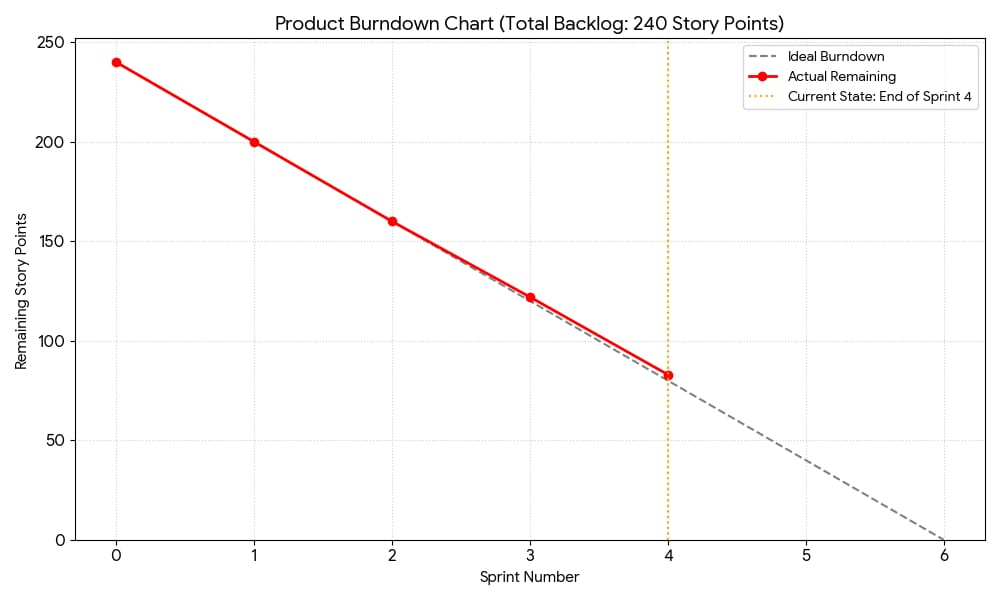 Product Burndown Chart (Total Backlog: 240 Story Points)
Ideal Burndown
Actual Remaining
Current State: End of Sprint 4
250
200
150
100
50
0
Remaining Story Points
0 1 2 3 4 5 6
Sprint Number